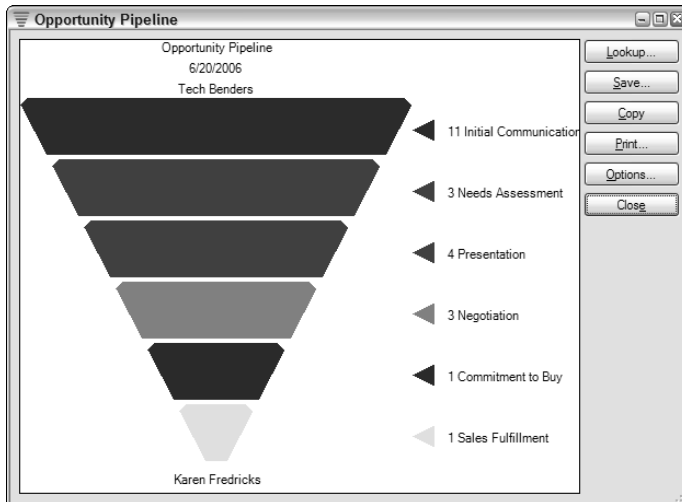 Opportunity Pipeline
Opportunity Pipeline
6/20/2006
Tech Benders
11 Initial Communication
3 Needs Assessment
4 Presentation
3 Negotiation
1 Commitment to Buy
1 Sales Fulfillment
Karen Fredricks
Lookup...
Save...
Copy
Print...
Options...
Close